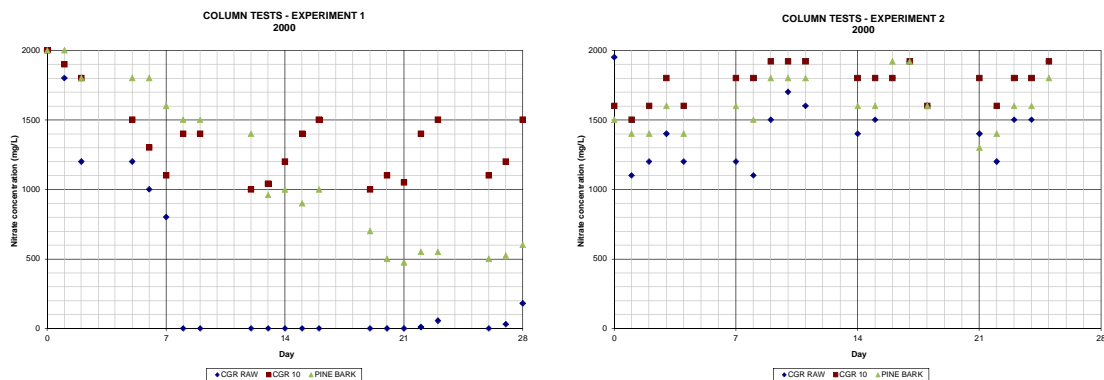 COLUMN TESTS - EXPERIMENT 1
2000
Nitrate concentration (mg/L)
2000
1500
1000
500
0
0 7 14 21 28
Day
CGR RAW CGR 10 PINE BARK
COLUMN TESTS - EXPERIMENT 2
2000
Nitrate concentration (mg/L)
2000
1500
1000
500
0
0 7 14 21 28
Day
CGR RAW CGR 10 PINE BARK